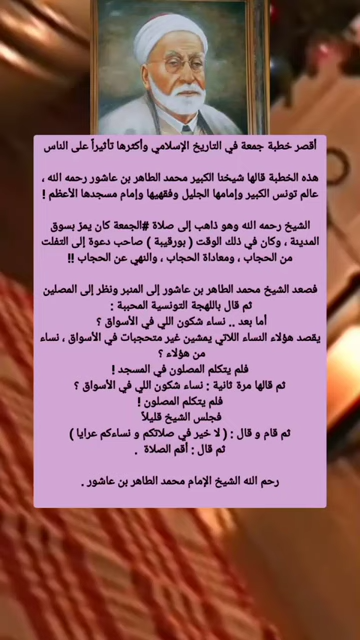 أقصر خطبة جمعة في التاريخ الإسلامي وأكثرها تأثيراً على الناس
هذه الخطبة قالها شيخنا الكبير محمد الطاهر بن عاشور رحمه الله ،
عالم تونس الكبير وإمامها الجليل وفقيهها وإمام مسجدها الأعظم !
الشيخ رحمه الله وهو ذاهب إلى صلاة #الجمعة كان يمرّ بسوق
المدينة ، وكان في ذلك الوقت ( بورقيبة ) صاحب دعوة إلى التفلت
من الحجاب ، ومعاداة الحجاب ، والنهي عن الحجاب !!
فصعد الشيخ محمد الطاهر بن عاشور إلى المنبر ونظر إلى المصلين
ثم قال باللهجة التونسية المحببة :
أما بعد .. نساء شكون اللي في الأسواق ؟
يقصد هؤلاء النساء اللاتي يمشين غير متحجبات في الأسواق ، نساء
من هؤلاء ؟
فلم يتكلم المصلون في المسجد !
ثم قالها مرة ثانية : نساء شكون اللي في الأسواق ؟
فلم يتكلم المصلون !
فجلس الشيخ قليلاً
ثم قام و قال : ( لا خير في صلاتكم و نساءكم عرايا )
ثم قال : أقم الصلاة .
رحم الله الشيخ الإمام محمد الطاهر بن عاشور .